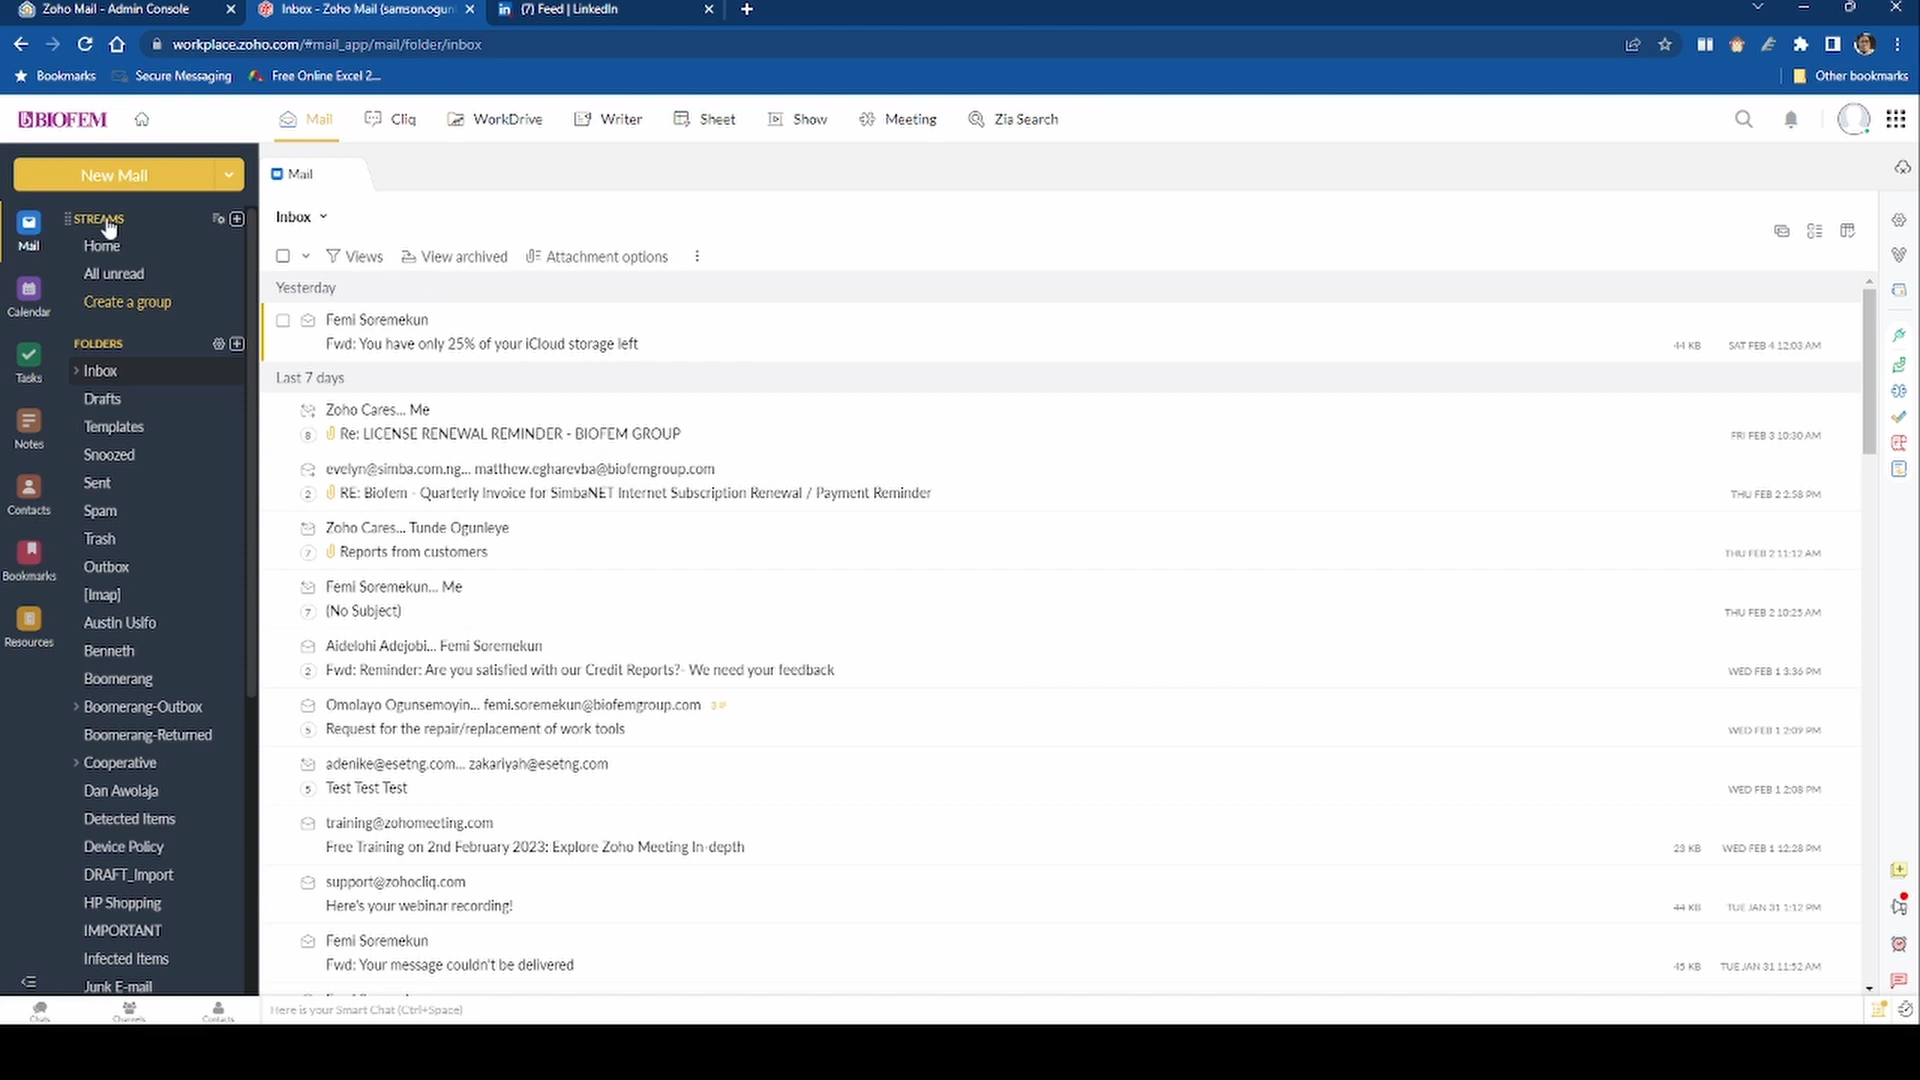 Zoho Mail - Admin Console
Inbox - Zoho Mail (samson.ogun
(7) Feed | LinkedIn
workplace.zoho.com/#mail_app/mail/folder/inbox
Bookmarks
Secure Messaging
Free Online Excel 2...
Other bookmarks
BIOFEM
Mail
Cliq
WorkDrive
Writer
Sheet
Show
Meeting
Zia Search
New Mail
Mail
STREAMS
Home
All unread
Create a group
FOLDERS
Inbox
Drafts
Templates
Snoozed
Sent
Spam
Trash
Outbox
[Imap]
Austin Usifo
Benneth
Boomerang
Boomerang-Outbox
Boomerang-Returned
Cooperative
Dan Awolaja
Detected Items
Device Policy
DRAFT_Import
HP Shopping
IMPORTANT
Infected Items
Junk E-mail
Mail
Calendar
Tasks
Notes
Contacts
Bookmarks
Resources
Inbox
Views
View archived
Attachment options
Yesterday
Femi Soremekun
Fwd: You have only 25% of your iCloud storage left
44 KB SAT FEB 4 12:03 AM
Last 7 days
Zoho Cares... Me
8 Re: LICENSE RENEWAL REMINDER - BIOFEM GROUP
FRI FEB 3 10:30 AM
evelyn@simba.com.ng... matthew.egharevba@biofemgroup.com
2 RE: Biofem - Quarterly Invoice for SimbaNET Internet Subscription Renewal / Payment Reminder
THU FEB 2 2:58 PM
Zoho Cares... Tunde Ogunleye
7 Reports from customers
THU FEB 2 11:12 AM
Femi Soremekun... Me
7 (No Subject)
THU FEB 2 10:25 AM
Aidelohi Adejobi... Femi Soremekun
2 Fwd: Reminder: Are you satisfied with our Credit Reports?- We need your feedback
WED FEB 1 3:36 PM
Omolayo Ogunsemoyin... femi.soremekun@biofemgroup.com 3
5 Request for the repair/replacement of work tools
WED FEB 1 2:09 PM
adenike@esetng.com... zakariyah@esetng.com
5 Test Test Test
WED FEB 1 2:08 PM
training@zohomeeting.com
Free Training on 2nd February 2023: Explore Zoho Meeting In-depth
23 KB WED FEB 1 12:28 PM
support@zohocliq.com
Here's your webinar recording!
44 KB TUE JAN 31 1:12 PM
Femi Soremekun
Fwd: Your message couldn't be delivered
45 KB TUE JAN 31 11:52 AM
Chats
Channels
Contacts
Here is your Smart Chat (Ctrl+Space)